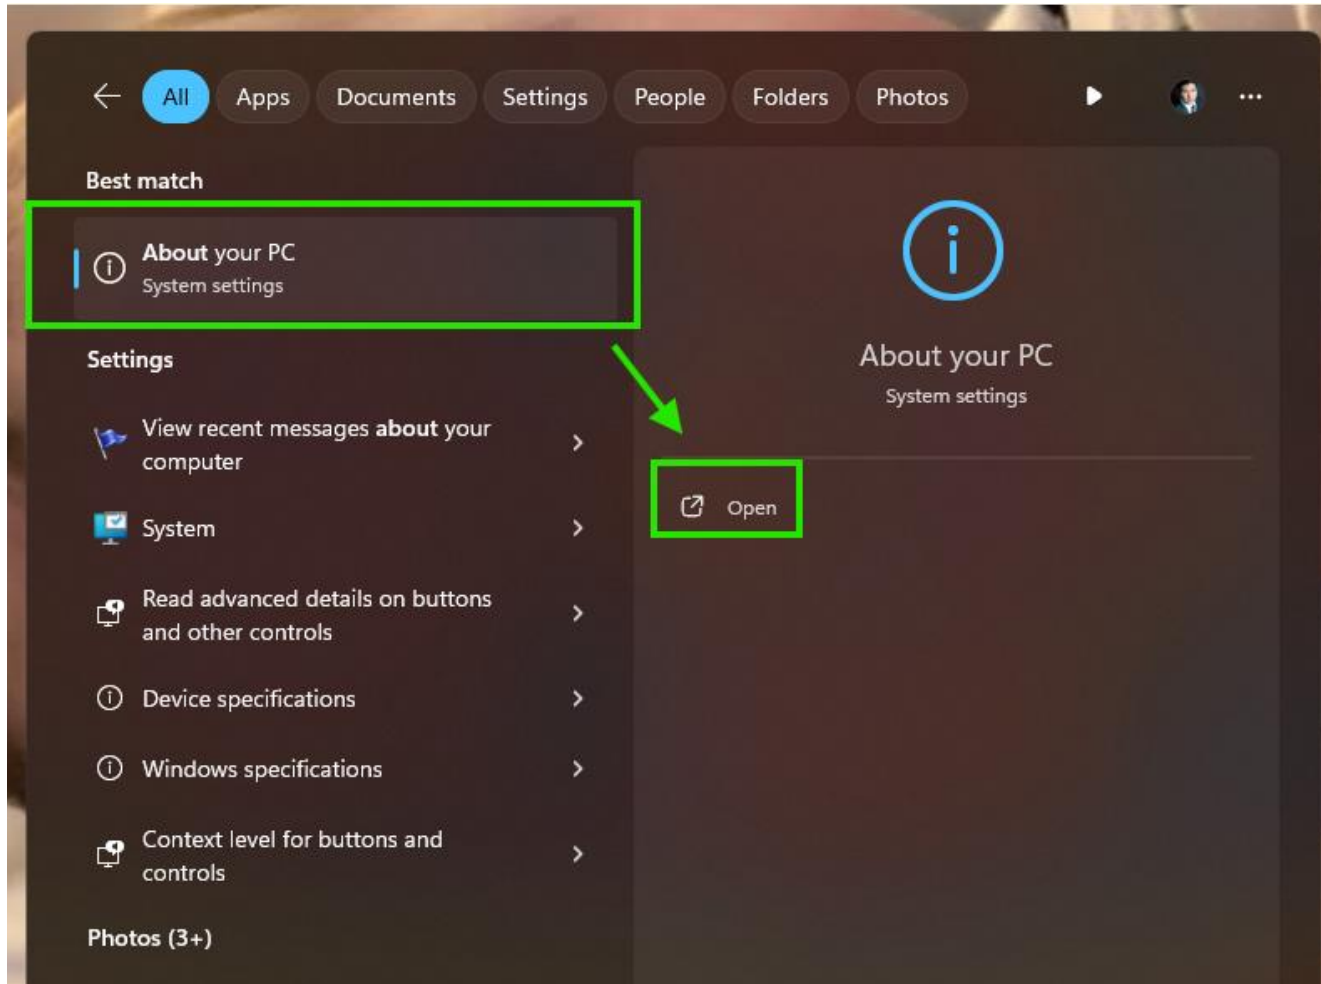 All Apps Documents Settings People Folders Photos
Best match
About your PC
System settings
Settings
View recent messages about your
computer
System
Read advanced details on buttons
and other controls
Device specifications
Windows specifications
Context level for buttons and
controls
Photos (3+)
About your PC
System settings
Open